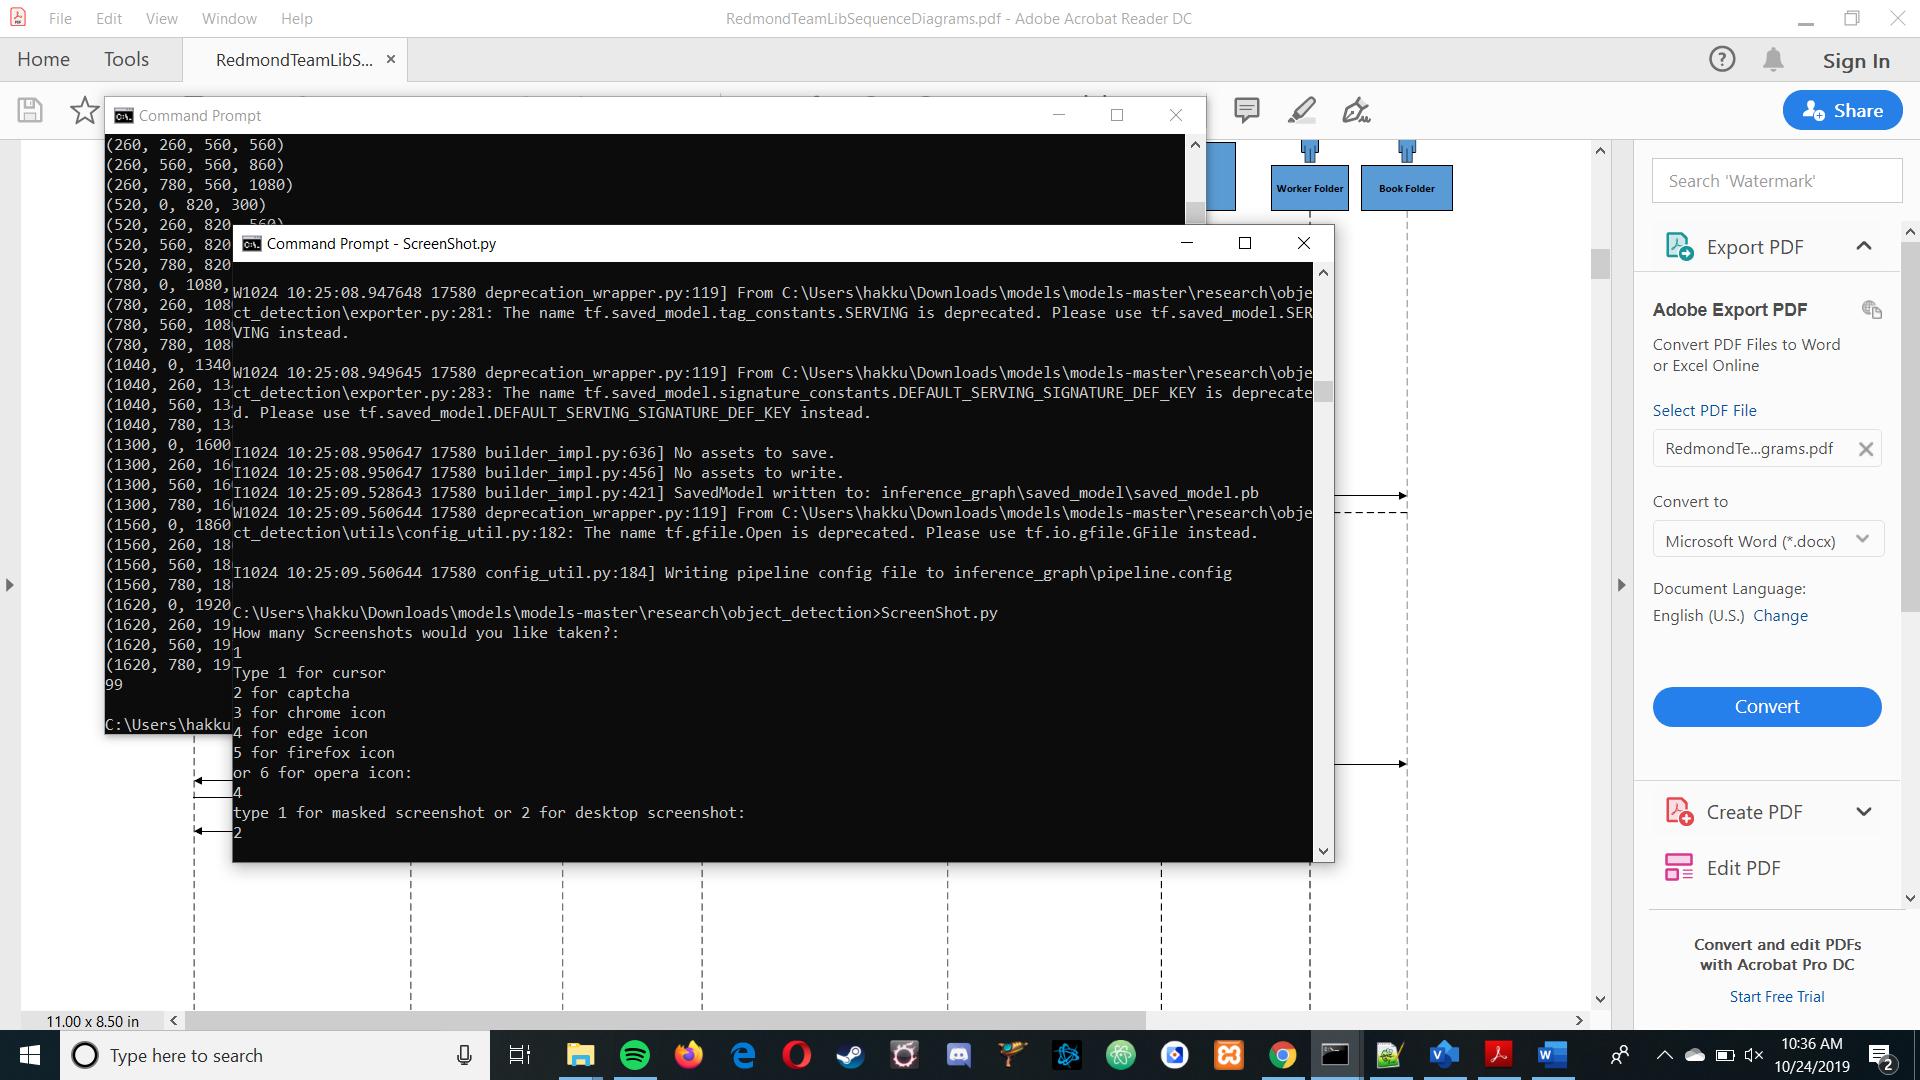 File Edit View Window Help
RedmondTeamLibSequenceDiagrams.pdf - Adobe Acrobat Reader DC
Home Tools
RedmondTeamLibS...
Sign In
Share
Command Prompt
(260, 260, 560, 560)
(260, 560, 560, 860)
(260, 780, 560, 1080)
(520, 0, 820, 300)
(520, 260, 820, 560)
(520, 560, 820
(520, 780, 820
(780, 0, 1080,
(780, 260, 108
(780, 560, 108
(780, 780, 108
(1040, 0, 1340
(1040, 260, 13
(1040, 560, 13
(1040, 780, 13
(1300, 0, 1600
(1300, 260, 16
(1300, 560, 16
(1300, 780, 16
(1560, 0, 1860
(1560, 260, 18
(1560, 560, 18
(1560, 780, 18
(1620, 0, 1920
(1620, 260, 19
(1620, 560, 19
(1620, 780, 19
99
C:\Users\hakku
Command Prompt - ScreenShot.py
W1024 10:25:08.947648 17580 deprecation_wrapper.py:119] From C:\Users\hakku\Downloads\models\models-master\research\obje
ct_detection\exporter.py:281: The name tf.saved_model.tag_constants.SERVING is deprecated. Please use tf.saved_model.SER
VING instead.
W1024 10:25:08.949645 17580 deprecation_wrapper.py:119] From C:\Users\hakku\Downloads\models\models-master\research\obje
ct_detection\exporter.py:283: The name tf.saved_model.signature_constants.DEFAULT_SERVING_SIGNATURE_DEF_KEY is deprecate
d. Please use tf.saved_model.DEFAULT_SERVING_SIGNATURE_DEF_KEY instead.
I1024 10:25:08.950647 17580 builder_impl.py:636] No assets to save.
I1024 10:25:08.950647 17580 builder_impl.py:456] No assets to write.
I1024 10:25:09.528643 17580 builder_impl.py:421] SavedModel written to: inference_graph\saved_model\saved_model.pb
W1024 10:25:09.560644 17580 deprecation_wrapper.py:119] From C:\Users\hakku\Downloads\models\models-master\research\obje
ct_detection\utils\config_util.py:182: The name tf.gfile.Open is deprecated. Please use tf.io.gfile.GFile instead.
I1024 10:25:09.560644 17580 config_util.py:184] Writing pipeline config file to inference_graph\pipeline.config
C:\Users\hakku\Downloads\models\models-master\research\object_detection>ScreenShot.py
How many Screenshots would you like taken?:
1
Type 1 for cursor
2 for captcha
3 for chrome icon
4 for edge icon
5 for firefox icon
or 6 for opera icon:
4
type 1 for masked screenshot or 2 for desktop screenshot:
2
Worker Folder
Book Folder
Search 'Watermark'
Export PDF
Adobe Export PDF
Convert PDF Files to Word
or Excel Online
Select PDF File
RedmondTe...grams.pdf
Convert to
Microsoft Word (*.docx)
Document Language:
English (U.S.) Change
Convert
Create PDF
Edit PDF
Convert and edit PDFs
with Acrobat Pro DC
Start Free Trial
11.00 x 8.50 in
Type here to search
10:36 AM
10/24/2019
2